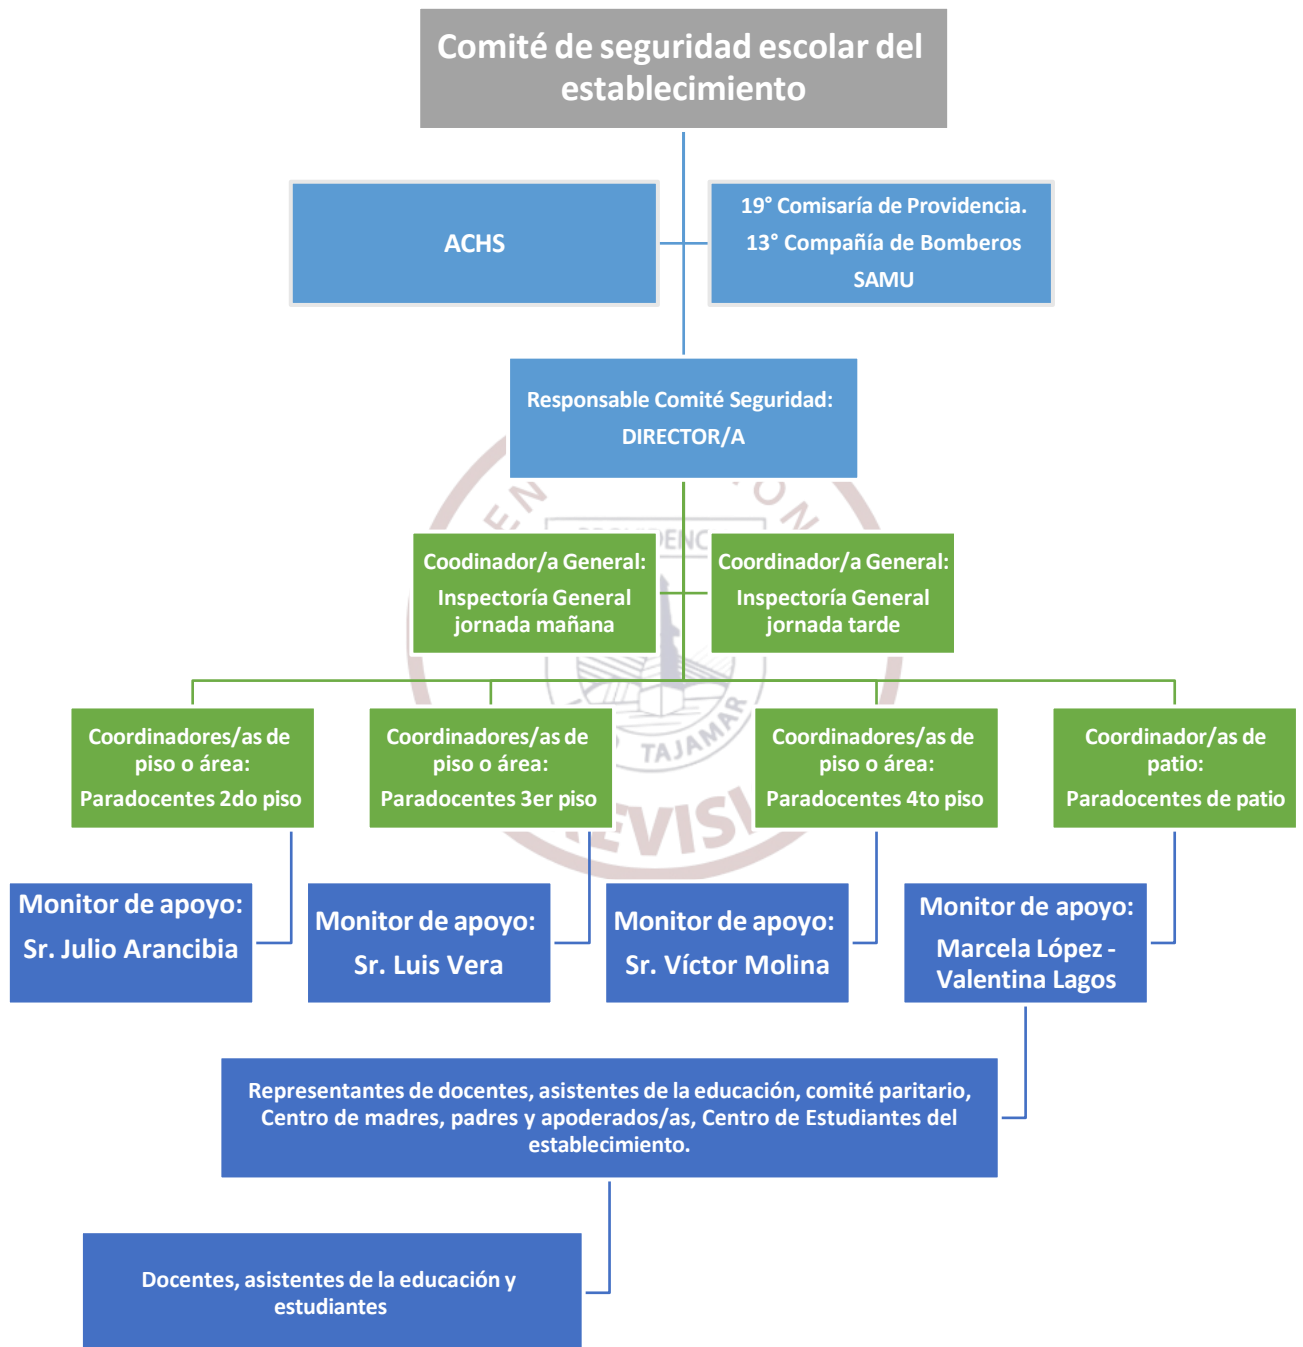 Comité de seguridad escolar del
establecimiento
ACHS
19° Comisaría de Providencia.
13° Compañía de Bomberos
SAMU
Responsable Comité Seguridad:
DIRECTOR/A
Coodinador/a General:
Inspectoría General
jornada mañana
Coordinador/a General:
Inspectoría General
jornada tarde
Coordinadores/as de
piso o área:
Paradocentes 2do piso
Coordinadores/as de
piso o área:
Paradocentes 3er piso
Coordinadores/as de
piso o área:
Paradocentes 4to piso
Coordinador/as de
patio:
Paradocentes de patio
TAJAMAR
Monitor de apoyo:
Sr. Julio Arancibia
Monitor de apoyo:
Sr. Luis Vera
Monitor de apoyo:
Sr. Víctor Molina
Monitor de apoyo:
Marcela López -
Valentina Lagos
Representantes de docentes, asistentes de la educación, comité paritario,
Centro de madres, padres y apoderados/as, Centro de Estudiantes del
establecimiento.
Docentes, asistentes de la educación y
estudiantes